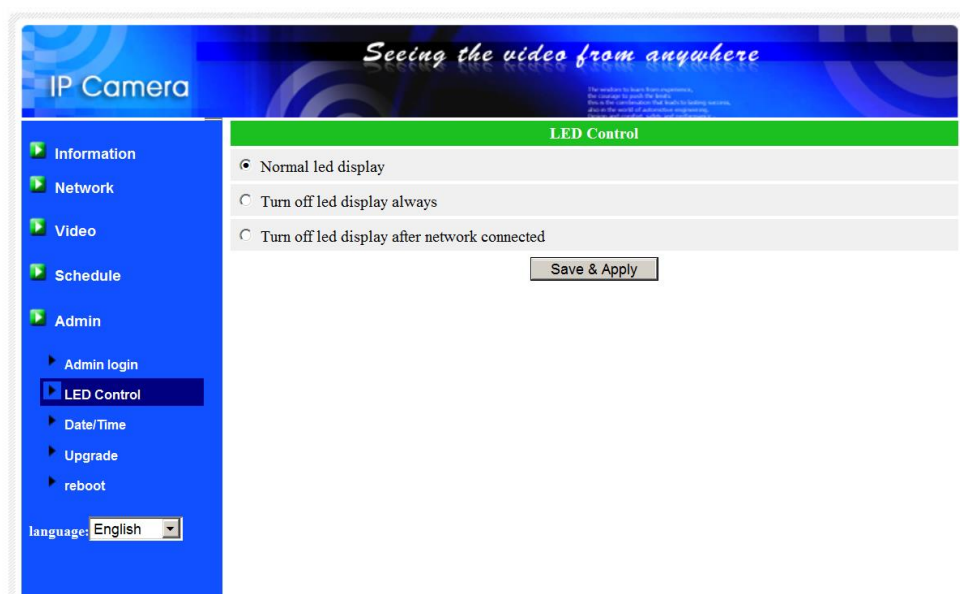 Seeing the video from anywhere
IP Camera
LED Control
Information
Network
Video
Schedule
Admin
Admin login
LED Control
Date/Time
Upgrade
reboot
language: English
Normal led display
Turn off led display always
Turn off led display after network connected
Save & Apply